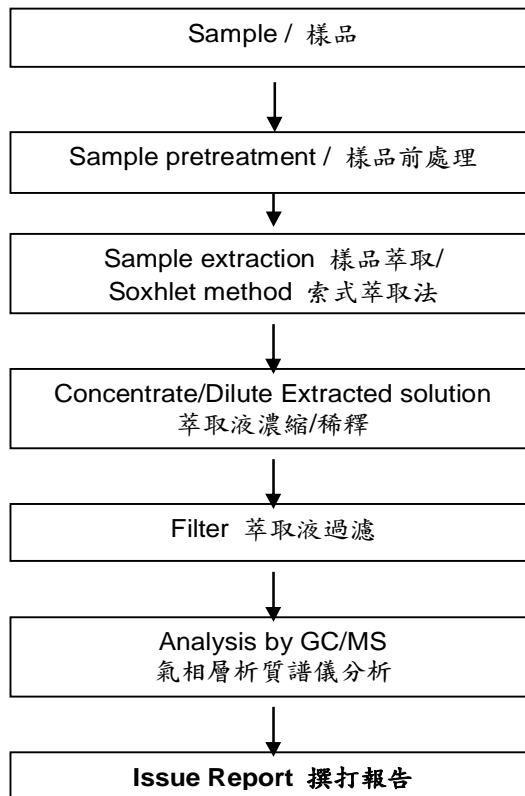 Sample / 樣品
Sample pretreatment / 樣品前處理
Sample extraction 樣品萃取/
Soxhlet method 索式萃取法
Concentrate/Dilute Extracted solution
萃取液濃縮/稀釋
Filter 萃取液過濾
Analysis by GC/MS
氣相層析質譜儀分析
Issue Report 撰打報告